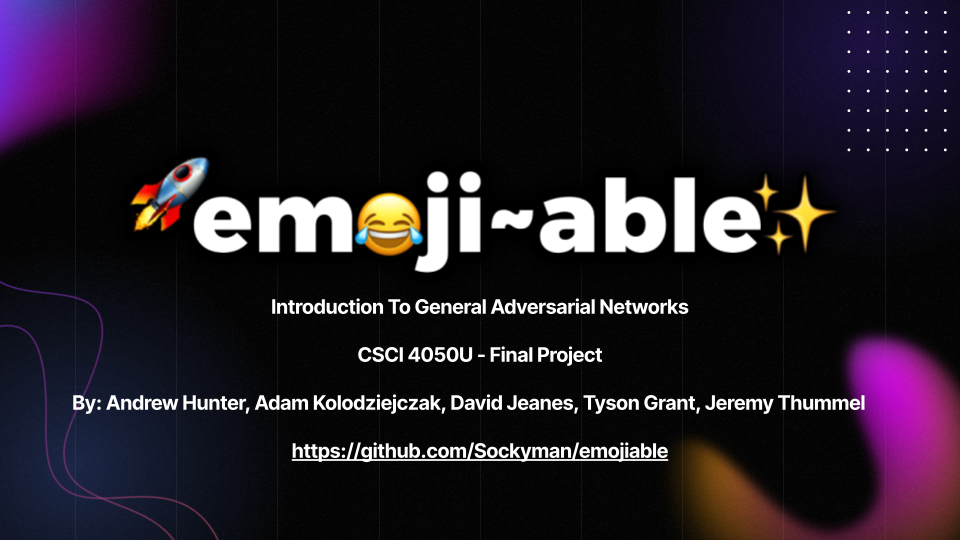 🚀em😂ji~able✨
Introduction To General Adversarial Networks
CSCI 4050U - Final Project
By: Andrew Hunter, Adam Kolodziejczak, David Jeanes, Tyson Grant, Jeremy Thummel
https://github.com/Sockyman/emojiable